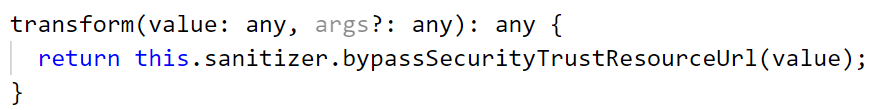 transform(value: any, args?: any): any {
  return this.sanitizer.bypassSecurityTrustResourceUrl(value);
}